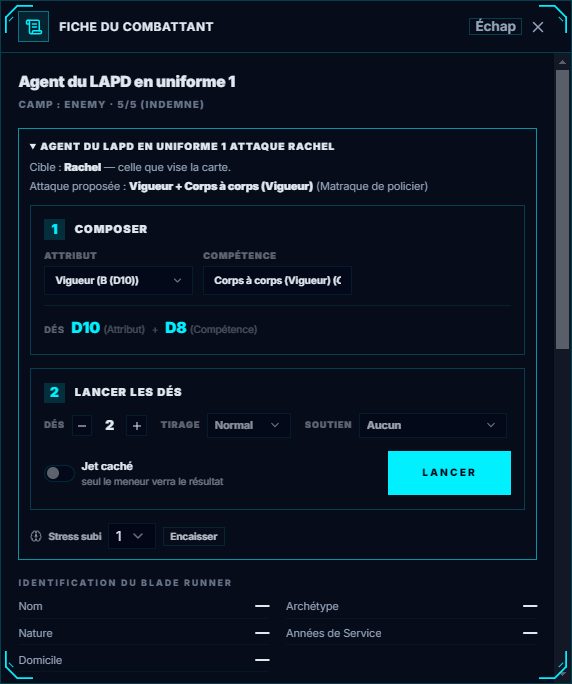 FICHE DU COMBATTANT
Échap
Agent du LAPD en uniforme 1
CAMP : ENEMY · 5/5 (INDEMNE)
▼ AGENT DU LAPD EN UNIFORME 1 ATTAQUE RACHEL
Cible : Rachel — celle que vise la carte.
Attaque proposée : Vigueur + Corps à corps (Vigueur) (Matraque de policier)
1 COMPOSER
ATTRIBUT COMPÉTENCE
Vigueur (B (D10)) Corps à corps (Vigueur) (C
DÉS D10 (Attribut) + D8 (Compétence)
2 LANCER LES DÉS
DÉS − 2 + TIRAGE Normal SOUTIEN Aucun
Jet caché
seul le meneur verra le résultat
LANCER
Stress subi 1 Encaisser
IDENTIFICATION DU BLADE RUNNER
Nom — Archétype —
Nature — Années de Service —
Domicile —